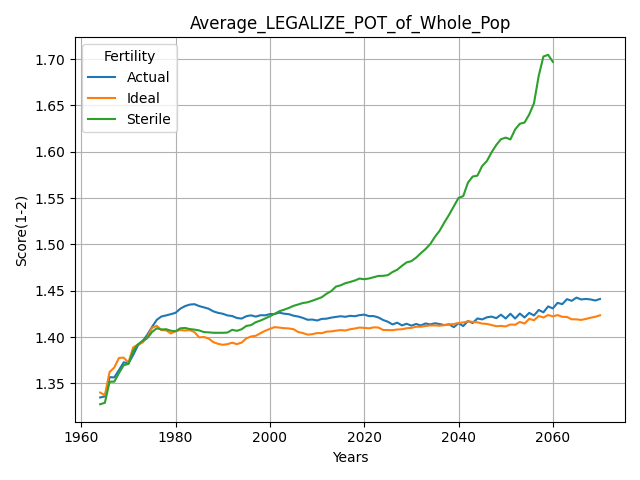 Average_LEGALIZE_POT_of_Whole_Pop
Fertility
Actual
Ideal
Sterile
Score(1-2)
1.70
1.65
1.60
1.55
1.50
1.45
1.40
1.35
1960
1980
2000
2020
2040
2060
Years